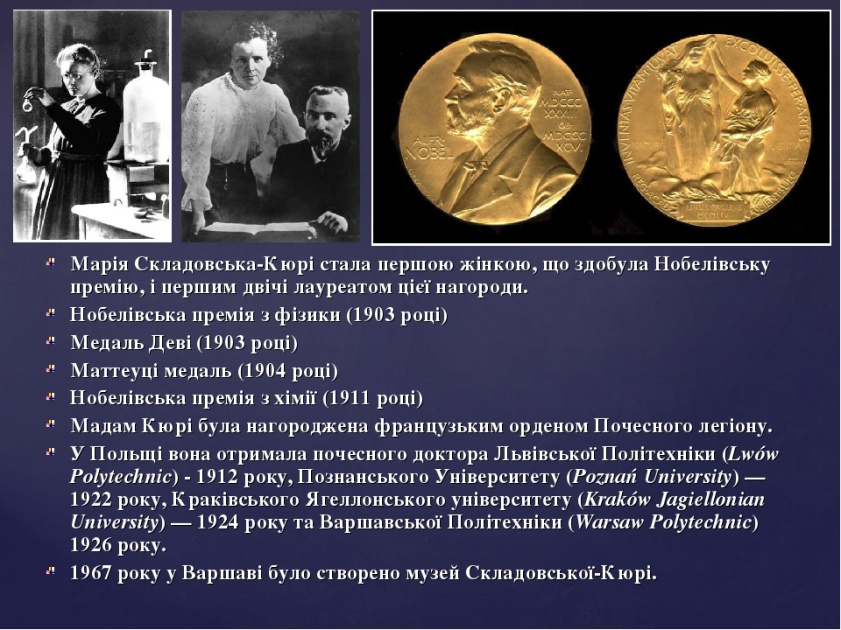 ALFR.
NOBEL
NAT.
MDCCC
XXXIII
OB.
MDCCC
XCVI
INVENTAS VITAM IUVAT
EXCOLUISSE PER ARTES
Марія Складовська-Кюрі стала першою жінкою, що здобула Нобелівську
премію, і першим двічі лауреатом цієї нагороди.
Нобелівська премія з фізики (1903 році)
Медаль Деві (1903 році)
Маттеуці медаль (1904 році)
Нобелівська премія з хімії (1911 році)
Мадам Кюрі була нагороджена французьким орденом Почесного легіону.
У Польщі вона отримала почесного доктора Львівської Політехніки (Lwów
Polytechnic) - 1912 року, Познанського Університету (Poznań University) —
1922 року, Краківського Ягеллонського університету (Kraków Jagiellonian
University) — 1924 року та Варшавської Політехніки (Warsaw Polytechnic)
1926 року.
1967 року у Варшаві було створено музей Складовської-Кюрі.